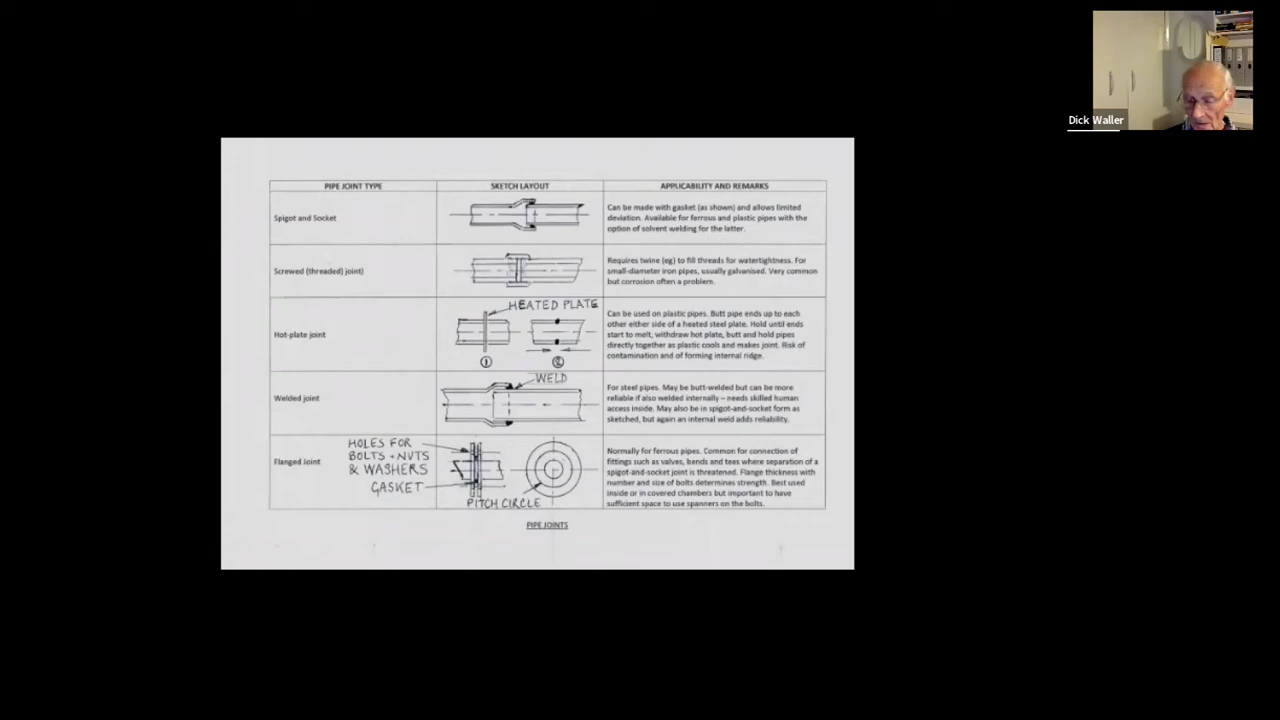 Dick Waller
PIPE JOINT TYPE
SKETCH LAYOUT
APPLICABILITY AND REMARKS
Spigot and Socket
Can be made with gasket (as shown) and allows limited
deviation. Available for ferrous and plastic pipes with the
option of solvent welding for the latter.
Screwed (threaded) joint)
Requires twine (eg) to fill threads for watertightness. For
small-diameter iron pipes, usually galvanised. Very common
but corrosion often a problem.
Hot-plate joint
HEATED PLATE
1
2
Can be used on plastic pipes. Butt pipe ends up to each
other either side of a heated steel plate. Hold until ends
start to melt, withdraw hot plate, butt and hold pipes
directly together as plastic cools and makes joint. Risk of
contamination and of forming internal ridge.
Welded joint
WELD
For steel pipes. May be butt-welded but can be more
reliable if also welded internally – needs skilled human
access inside. May also be in spigot-and-socket form as
sketched, but again an internal weld adds reliability.
Flanged Joint
HOLES FOR
BOLTS + NUTS
& WASHERS
GASKET
PITCH CIRCLE
Normally for ferrous pipes. Common for connection of
fittings such as valves, bends and tees where separation of a
spigot-and-socket joint is threatened. Flange thickness with
number and size of bolts determines strength. Best used
inside or in covered chambers but important to have
sufficient space to use spanners on the bolts.
PIPE JOINTS